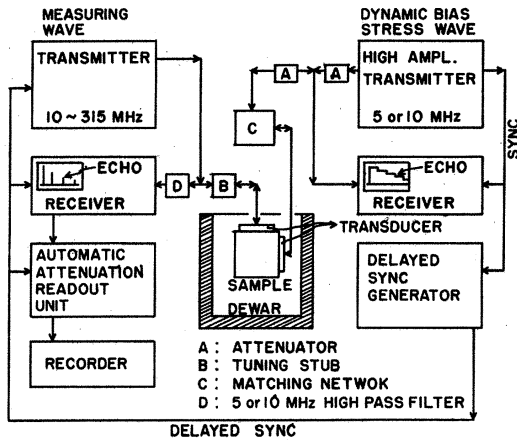 MEASURING
WAVE
TRANSMITTER
10 ~ 315 MHz
DYNAMIC BIAS
STRESS WAVE
HIGH AMPL.
TRANSMITTER
5 or 10 MHz
SYNC
A
A
C
ECHO
RECEIVER
D
B
ECHO
RECEIVER
TRANSDUCER
AUTOMATIC
ATTENUATION
READOUT
UNIT
SAMPLE
DEWAR
DELAYED
SYNC
GENERATOR
RECORDER
A : ATTENUATOR
B : TUNING STUB
C : MATCHING NETWOK
D : 5 or 10 MHz HIGH PASS FILTER
DELAYED SYNC